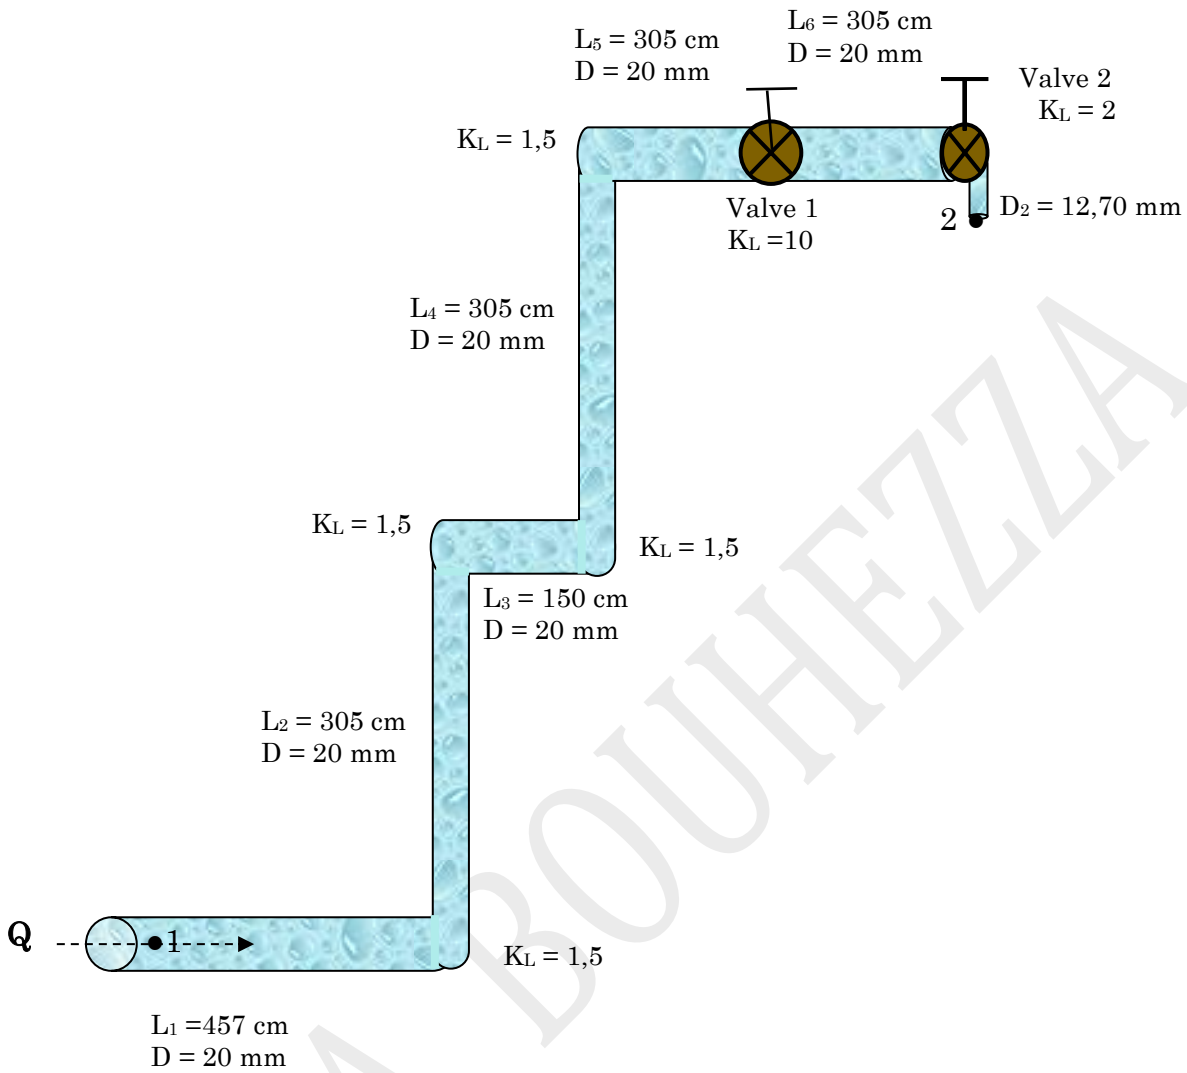 L₆ = 305 cm
D = 20 mm
L₅ = 305 cm
D = 20 mm
Valve 2
K_L = 2
K_L = 1,5
Valve 1
K_L =10
D₂ = 12,70 mm
2
L₄ = 305 cm
D = 20 mm
K_L = 1,5
K_L = 1,5
L₃ = 150 cm
D = 20 mm
L₂ = 305 cm
D = 20 mm
Q
1
K_L = 1,5
L₁ =457 cm
D = 20 mm
A BOUHEZZA